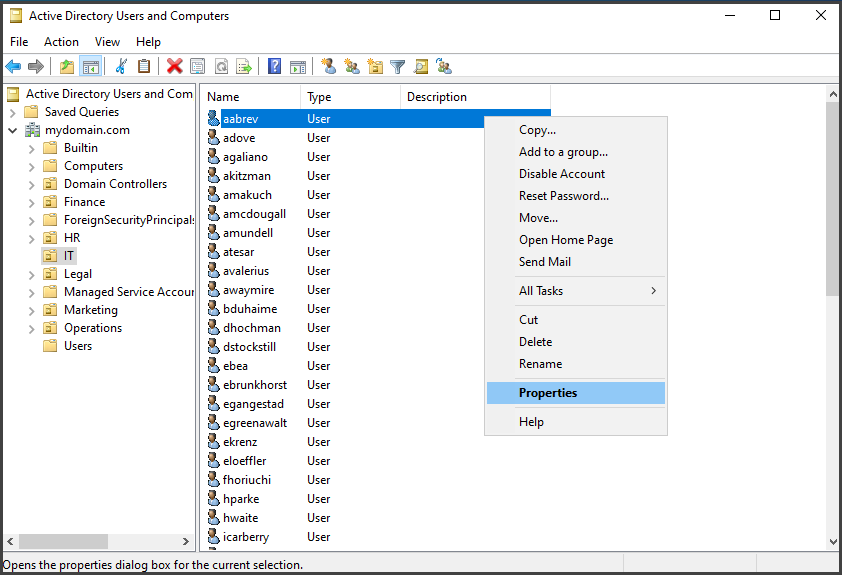 Active Directory Users and Computers
File Action View Help
Active Directory Users and Com
Saved Queries
mydomain.com
Builtin
Computers
Domain Controllers
Finance
ForeignSecurityPrincipals
HR
IT
Legal
Managed Service Accour
Marketing
Operations
Users
Name Type Description
aabrev User
adove User
agaliano User
akitzman User
amakuch User
amcdougall User
amundell User
atesar User
avalerius User
awaymire User
bduhaime User
dhochman User
dstockstill User
ebea User
ebrunkhorst User
egangestad User
egreenawalt User
ekrenz User
eloeffler User
fhoriuchi User
hparke User
hwaite User
icarberry User
Copy...
Add to a group...
Disable Account
Reset Password...
Move...
Open Home Page
Send Mail
All Tasks
Cut
Delete
Rename
Properties
Help
Opens the properties dialog box for the current selection.